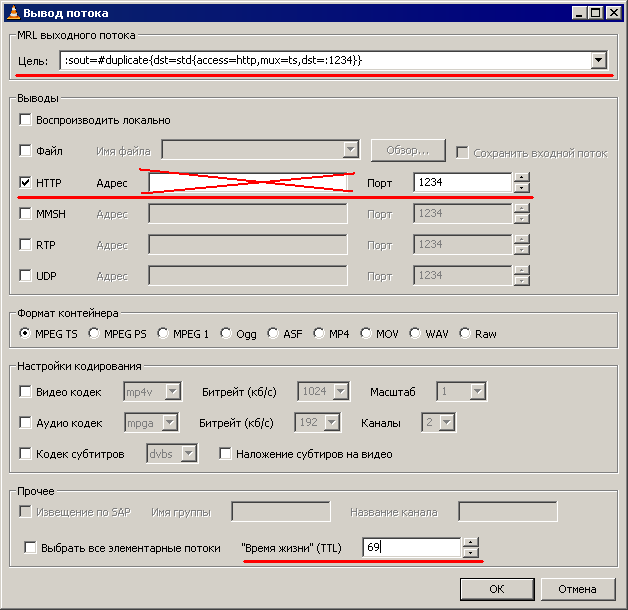 Вывод потока
MRL выходного потока
Цель: :sout=#duplicate{dst=std{access=http,mux=ts,dst=:1234}}
Выводы
Воспроизводить локально
Файл Имя файла Обзор... Сохранить входной поток
HTTP Адрес Порт 1234
MMSH Адрес Порт 1234
RTP Адрес Порт 1234
UDP Адрес Порт 1234
Формат контейнера
MPEG TS MPEG PS MPEG 1 Ogg ASF MP4 MOV WAV Raw
Настройки кодирования
Видео кодек mp4v Битрейт (кб/с) 1024 Масштаб 1
Аудио кодек mpga Битрейт (кб/с) 192 Каналы 2
Кодек субтитров dvbs Наложение субтиров на видео
Прочее
Извещение по SAP Имя группы Название канала
Выбрать все элементарные потоки "Время жизни" (TTL) 69
OK Отмена